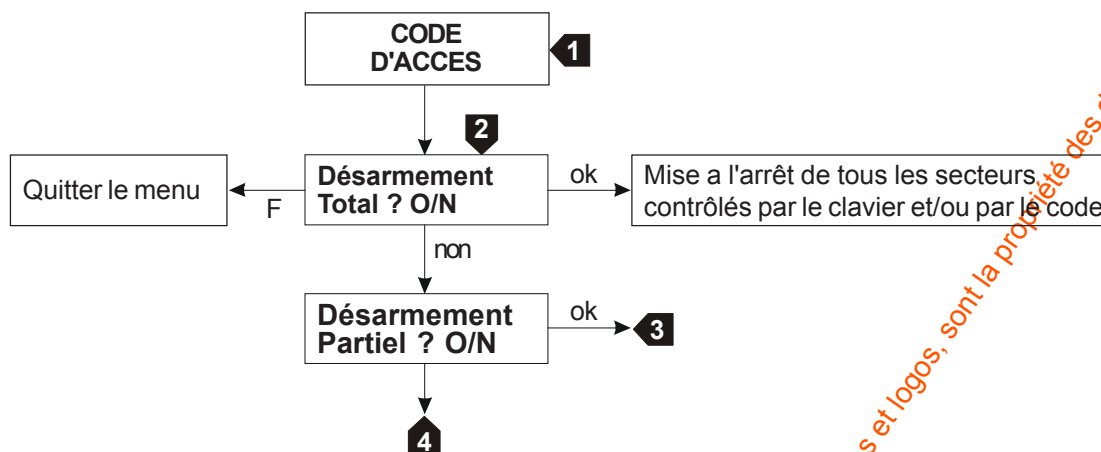 CODE
D'ACCES
1
2
Quitter le menu
F
Désarmement
Total ? O/N
ok
Mise a l'arrêt de tous les secteurs
contrôlés par le clavier et/ou par le code
non
Désarmement
Partiel ? O/N
ok
3
4
s et logos, sont la propriété des